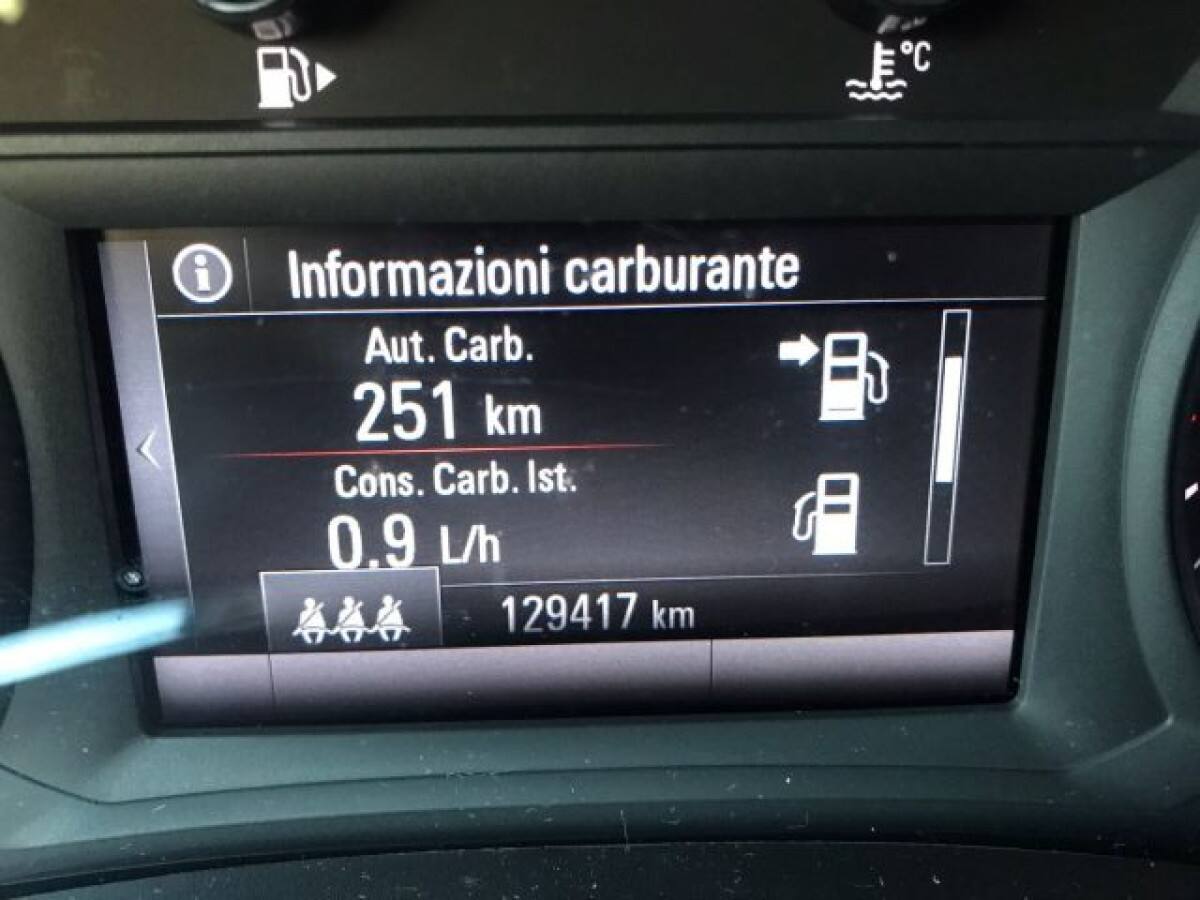 °C
Informazioni carburante
Aut. Carb.
251 km
Cons. Carb. Ist.
0.9 L/h
129417 km